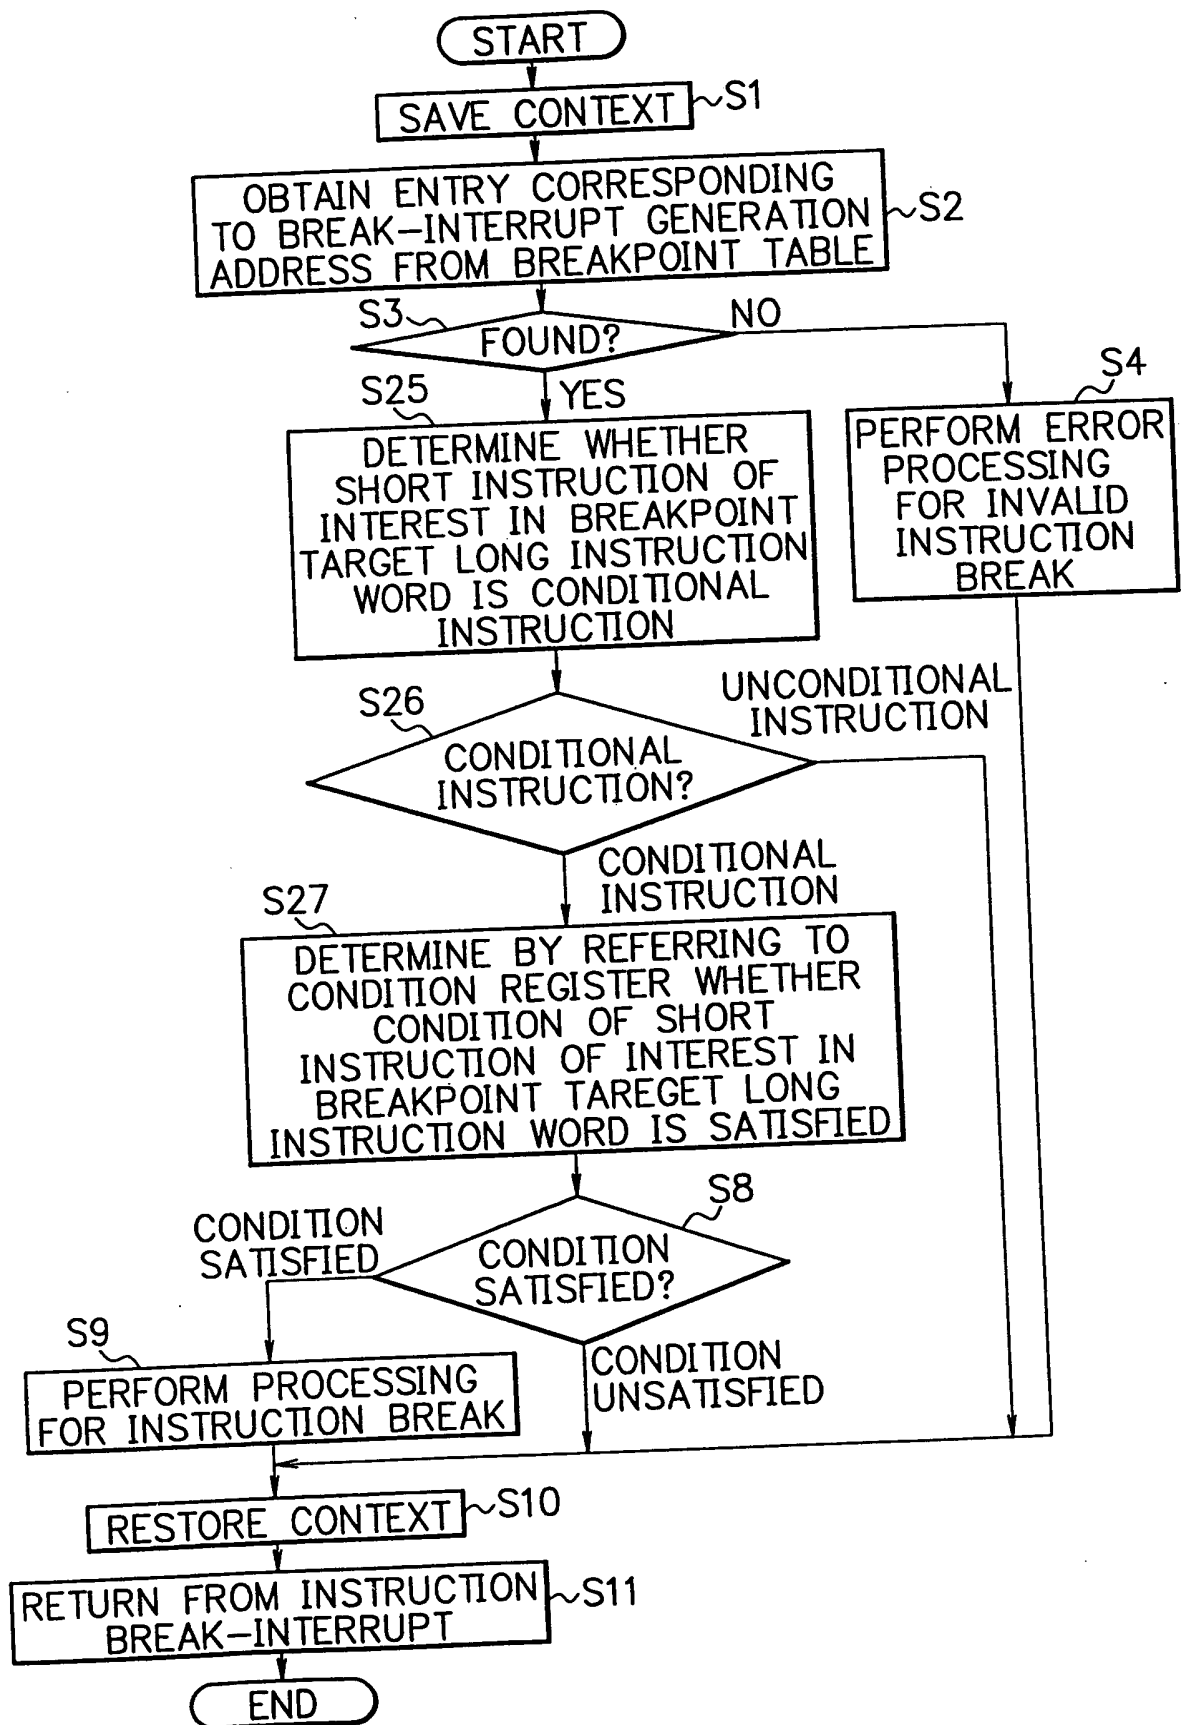 START
SAVE CONTEXT
S1
OBTAIN ENTRY CORRESPONDING
TO BREAK-INTERRUPT GENERATION
ADDRESS FROM BREAKPOINT TABLE
S2
S3
FOUND?
NO
YES
S25
DETERMINE WHETHER
SHORT INSTRUCTION OF
INTEREST IN BREAKPOINT
TARGET LONG INSTRUCTION
WORD IS CONDITIONAL
INSTRUCTION
S4
PERFORM ERROR
PROCESSING
FOR INVALID
INSTRUCTION
BREAK
S26
CONDITIONAL
INSTRUCTION?
UNCONDITIONAL
INSTRUCTION
CONDITIONAL
INSTRUCTION
S27
DETERMINE BY REFERRING TO
CONDITION REGISTER WHETHER
CONDITION OF SHORT
INSTRUCTION OF INTEREST IN
BREAKPOINT TAREGET LONG
INSTRUCTION WORD IS SATISFIED
S8
CONDITION
SATISFIED?
CONDITION
SATISFIED
CONDITION
UNSATISFIED
S9
PERFORM PROCESSING
FOR INSTRUCTION BREAK
RESTORE CONTEXT
S10
RETURN FROM INSTRUCTION
BREAK-INTERRUPT
S11
END